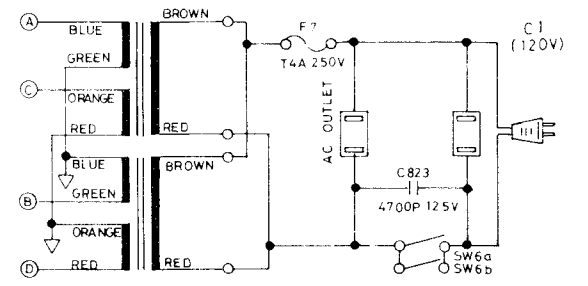 A
BROWN
BLUE
GREEN
F7
T4A 250V
C1
(120V)
C
ORANGE
RED
RED
AC OUTLET
BLUE
BROWN
GREEN
B
C823
4700P 125V
ORANGE
D
RED
RED
SW6a
SW6b